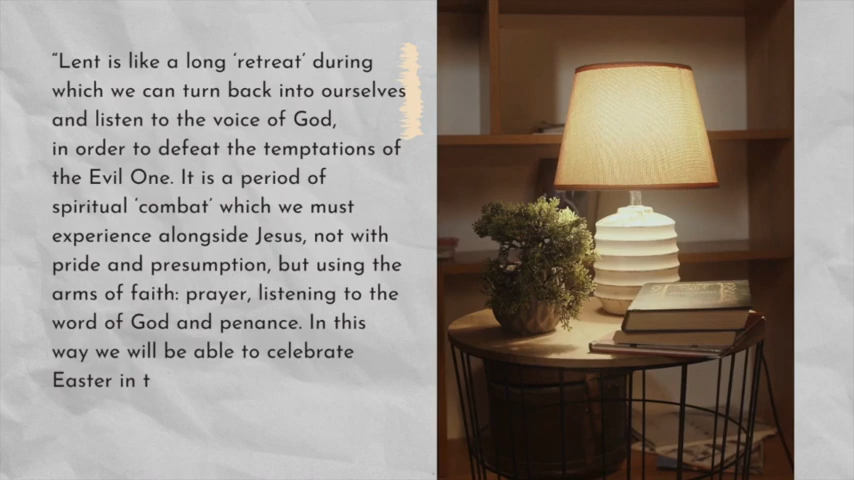 “Lent is like a long ‘retreat’ during
which we can turn back into ourselves
and listen to the voice of God,
in order to defeat the temptations of
the Evil One. It is a period of
spiritual ‘combat’ which we must
experience alongside Jesus, not with
pride and presumption, but using the
arms of faith: prayer, listening to the
word of God and penance. In this
way we will be able to celebrate
Easter in t